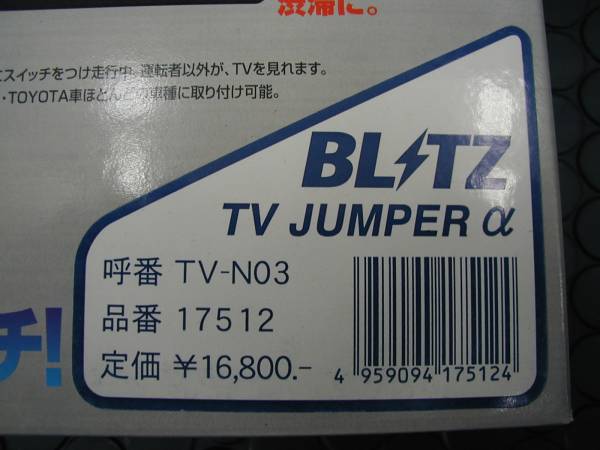 渋滞に。
スイッチをつけ走行中、運転者以外が、TVを見れます。
・TOYOTA車ほとんどの車種に取り付け可能。
BLITZ
TV JUMPER α
呼番 TV-N03
品番 17512
定価 ¥16,800.-
4 959094 175124
チ!